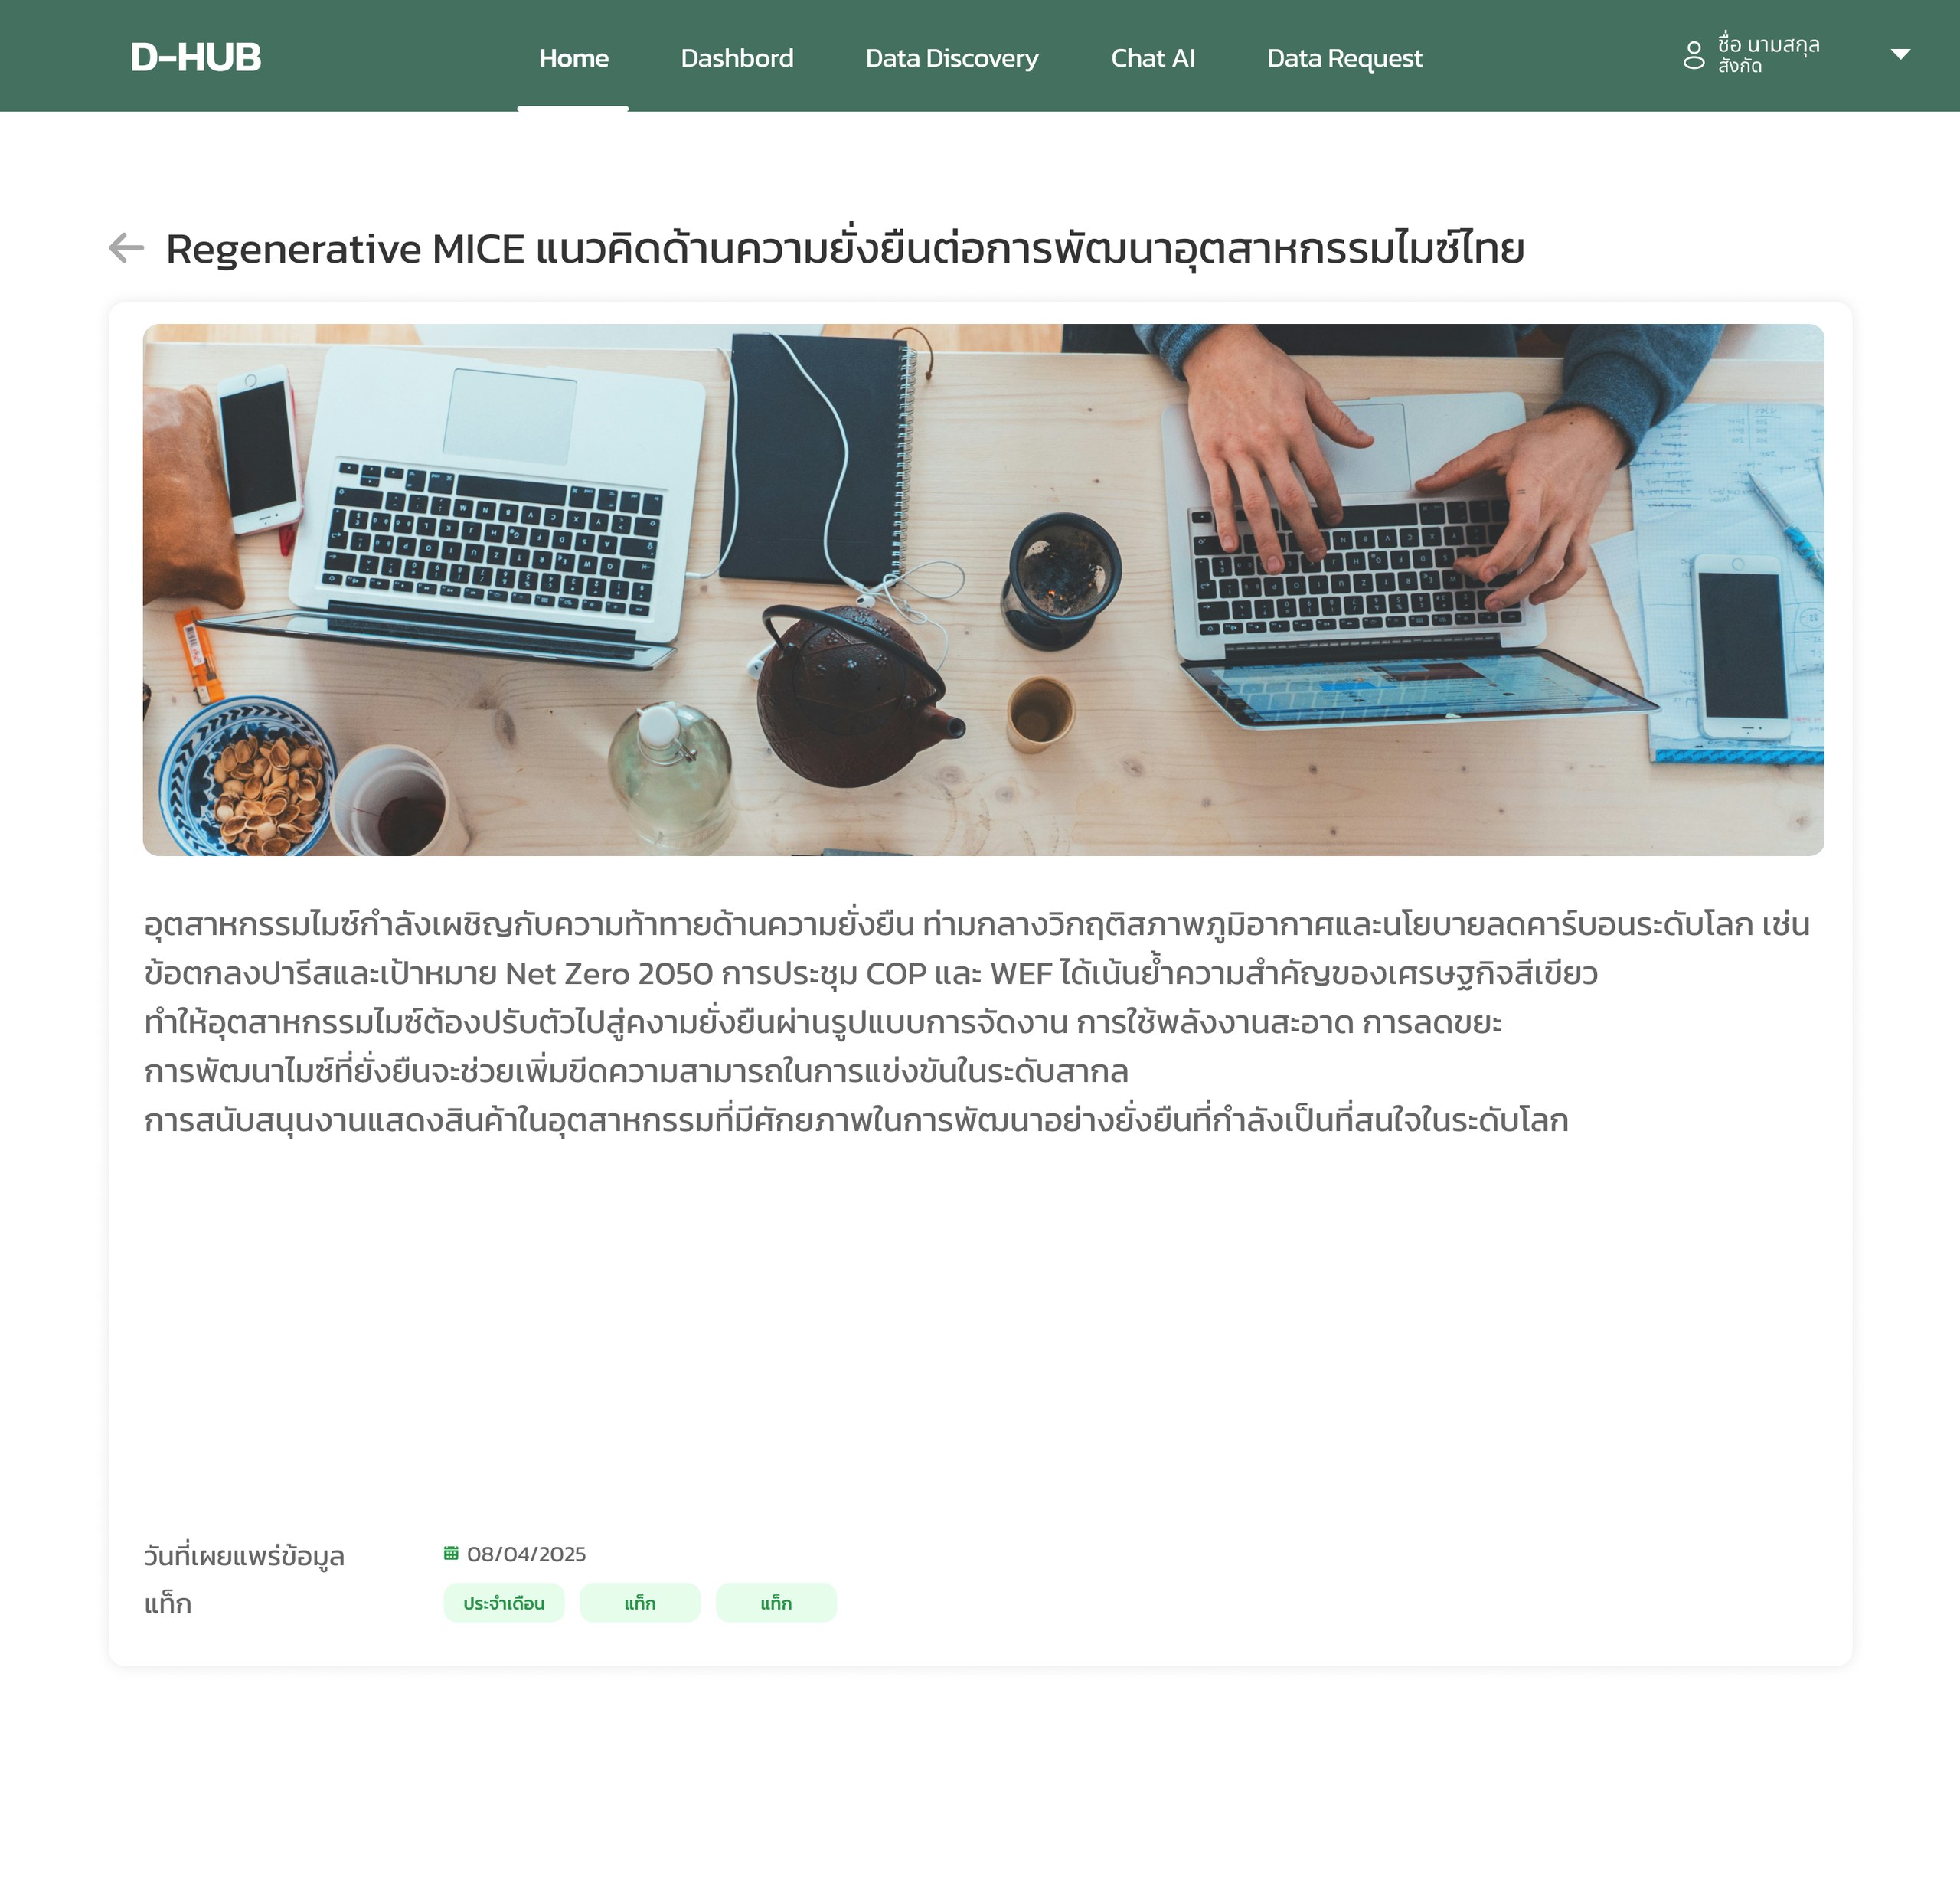 D-HUB
Home
Dashbord
Data Discovery
Chat AI
Data Request
ชื่อ นามสกุล
สังกัด
Regenerative MICE แนวคิดด้านความยั่งยืนต่อการพัฒนาอุตสาหกรรมไมซ์ไทย
อุตสาหกรรมไมซ์กำลังเผชิญกับความท้าทายด้านความยั่งยืน ท่ามกลางวิกฤติสภาพภูมิอากาศและนโยบายลดคาร์บอนระดับโลก เช่น
ข้อตกลงปารีสและเป้าหมาย Net Zero 2050 การประชุม COP และ WEF ได้เน้นย้ำความสำคัญของเศรษฐกิจสีเขียว
ทำให้อุตสาหกรรมไมซ์ต้องปรับตัวไปสู่คงามยั่งยืนผ่านรูปแบบการจัดงาน การใช้พลังงานสะอาด การลดขยะ
การพัฒนาไมซ์ที่ยั่งยืนจะช่วยเพิ่มขีดความสามารถในการแข่งขันในระดับสากล
การสนับสนุนงานแสดงสินค้าในอุตสาหกรรมที่มีศักยภาพในการพัฒนาอย่างยั่งยืนที่กำลังเป็นที่สนใจในระดับโลก
วันที่เผยแพร่ข้อมูล
08/04/2025
แท็ก
ประจำเดือน
แท็ก
แท็ก